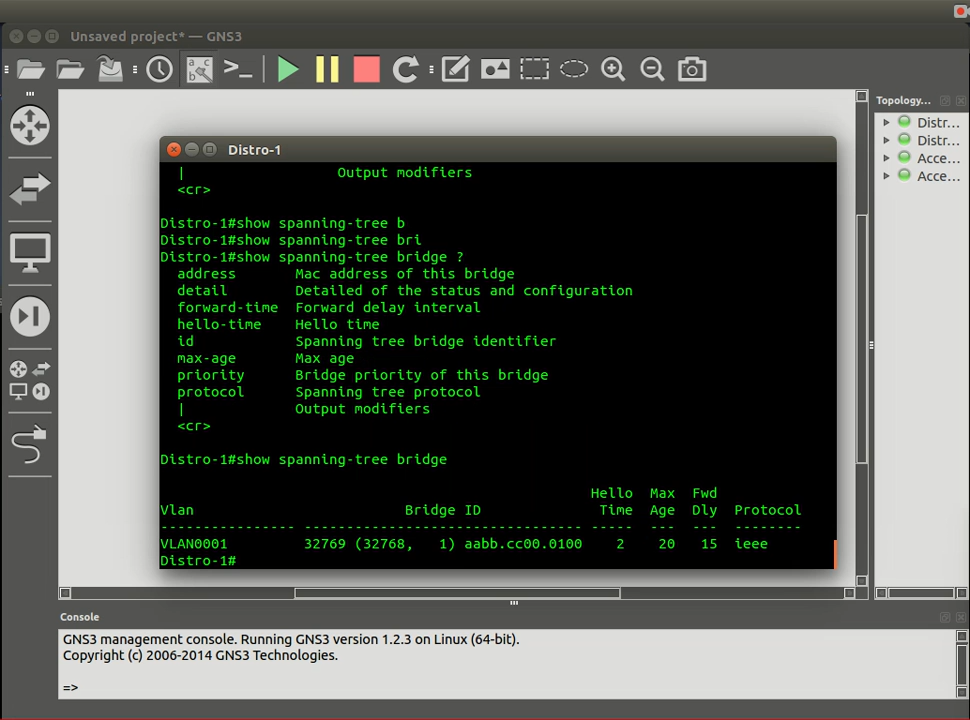 Unsaved project* — GNS3
a c
b
>_
Topology...
Distr...
Distr...
Acce...
Acce...
Distro-1
|                  Output modifiers
<cr>
Distro-1#show spanning-tree b
Distro-1#show spanning-tree bri
Distro-1#show spanning-tree bridge ?
  address       Mac address of this bridge
  detail        Detailed of the status and configuration
  forward-time  Forward delay interval
  hello-time    Hello time
  id            Spanning tree bridge identifier
  max-age       Max age
  priority      Bridge priority of this bridge
  protocol      Spanning tree protocol
  |             Output modifiers
  <cr>
Distro-1#show spanning-tree bridge
                                                   Hello  Max  Fwd
Vlan                         Bridge ID              Time  Age  Dly  Protocol
---------------- --------------------------------- -----  ---  ---  --------
VLAN0001         32769 (32768,   1) aabb.cc00.0100    2   20   15  ieee
Distro-1#
Console
GNS3 management console. Running GNS3 version 1.2.3 on Linux (64-bit).
Copyright (c) 2006-2014 GNS3 Technologies.
=>